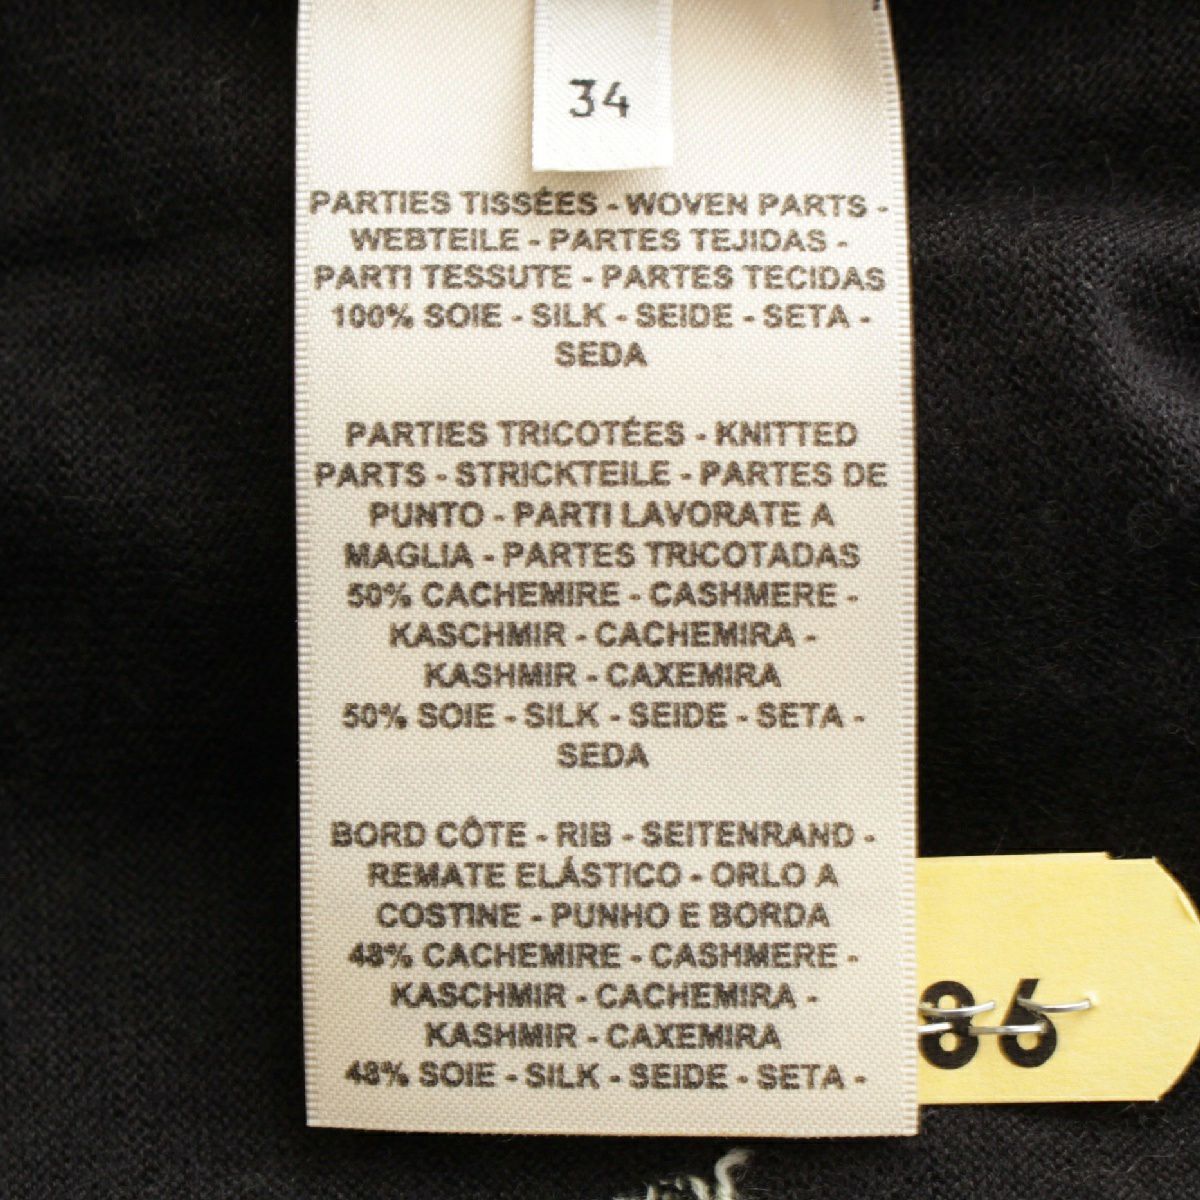 34
PARTIES TISSÉES - WOVEN PARTS -
WEBTEILE - PARTES TEJIDAS -
PARTI TESSUTE - PARTES TECIDAS
100% SOIE - SILK - SEIDE - SETA -
SEDA
PARTIES TRICOTÉES - KNITTED
PARTS - STRICKTEILE - PARTES DE
PUNTO - PARTI LAVORATE A
MAGLIA - PARTES TRICOTADAS
50% CACHEMIRE - CASHMERE -
KASCHMIR - CACHEMIRA -
KASHMIR - CAXEMIRA
50% SOIE - SILK - SEIDE - SETA -
SEDA
BORD CÔTE - RIB - SEITENRAND -
REMATE ELÁSTICO - ORLO A
COSTINE - PUNHO E BORDA
48% CACHEMIRE - CASHMERE -
KASCHMIR - CACHEMIRA -
KASHMIR - CAXEMIRA
48% SOIE - SILK - SEIDE - SETA -
86